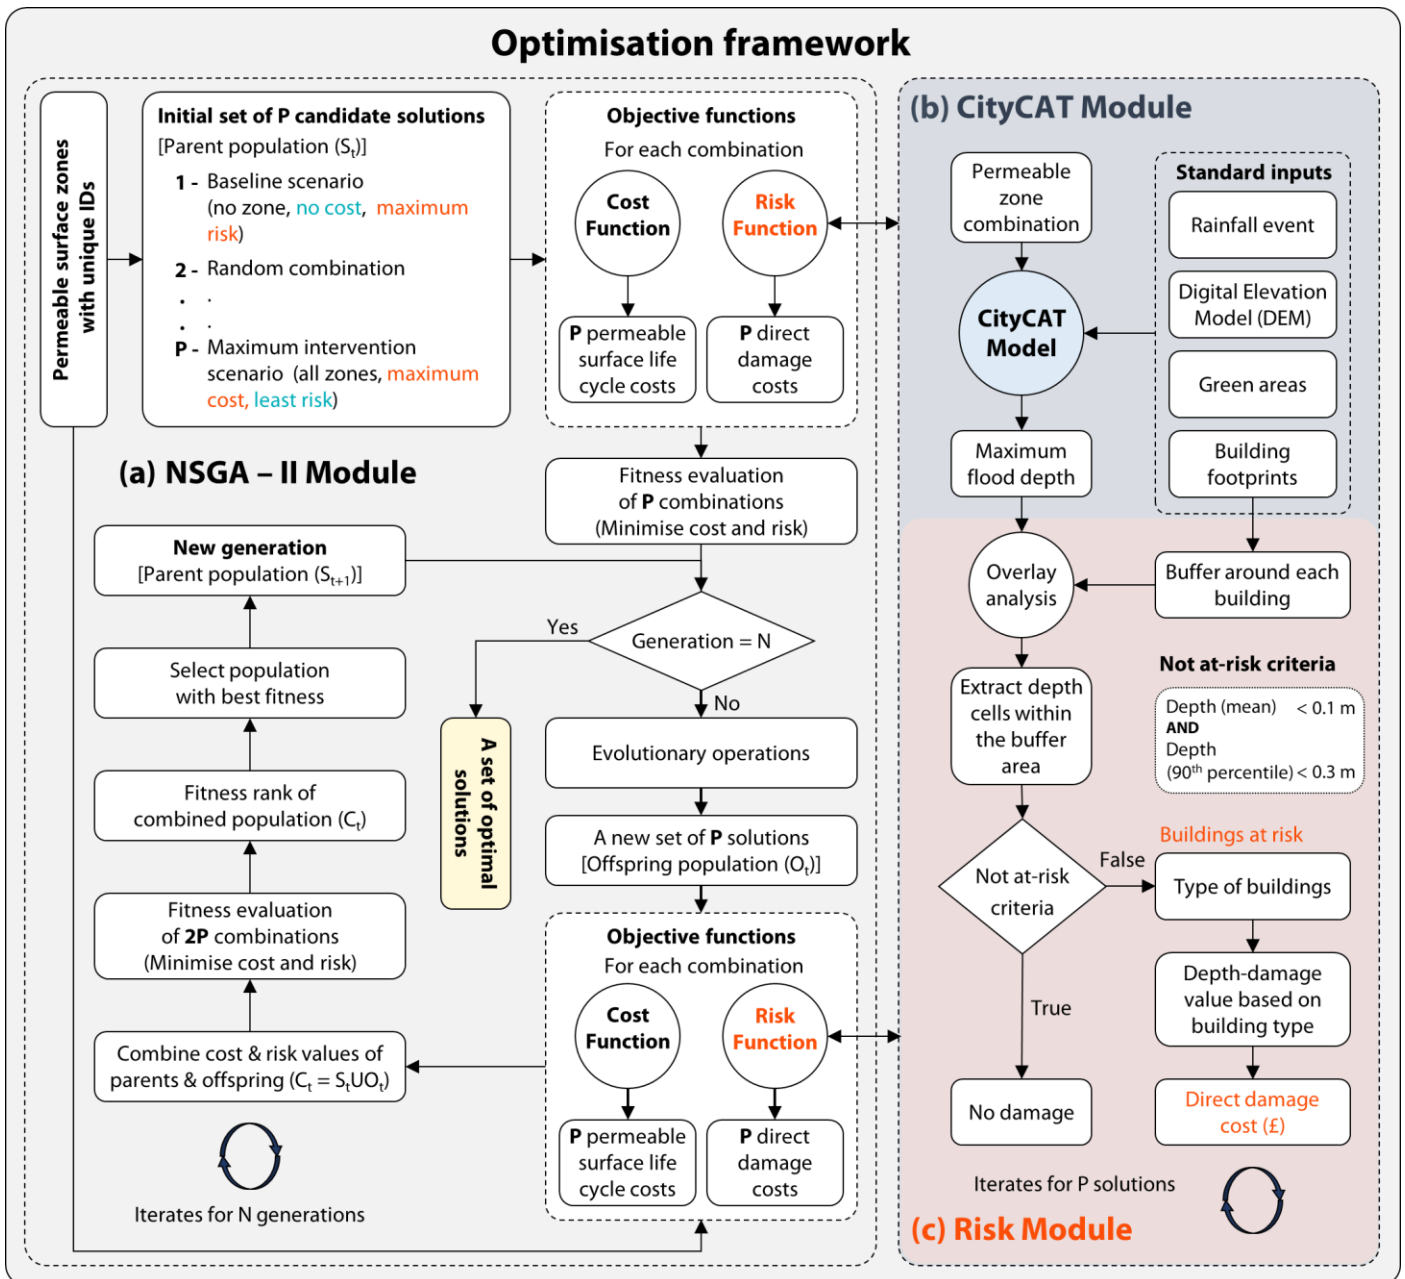 Optimisation framework
Permeable surface zones
with unique IDs
Initial set of P candidate solutions
[Parent population (St)]
1 - Baseline scenario
(no zone, no cost, maximum
risk)
2 - Random combination
. .
. .
P - Maximum intervention
scenario (all zones, maximum
cost, least risk)
Objective functions
For each combination
Cost
Function
Risk
Function
P permeable
surface life
cycle costs
P direct
damage
costs
(a) NSGA – II Module
Fitness evaluation
of P combinations
(Minimise cost and risk)
New generation
[Parent population (St+1)]
Generation = N
Yes
No
Select population
with best fitness
A set of optimal
solutions
Evolutionary operations
Fitness rank of
combined population (Ct)
A new set of P solutions
[Offspring population (Ot)]
Fitness evaluation
of 2P combinations
(Minimise cost and risk)
Objective functions
For each combination
Cost
Function
Risk
Function
Combine cost & risk values of
parents & offspring (Ct = StUOt)
P permeable
surface life
cycle costs
P direct
damage
costs
Iterates for N generations
(b) CityCAT Module
Permeable
zone
combination
Standard inputs
Rainfall event
Digital Elevation
Model (DEM)
Green areas
Building
footprints
CityCAT
Model
Maximum
flood depth
Overlay
analysis
Buffer around each
building
Extract depth
cells within
the buffer
area
Not at-risk criteria
Depth (mean) < 0.1 m
AND
Depth
(90th percentile) < 0.3 m
Not at-risk
criteria
False
True
Buildings at risk
Type of buildings
Depth-damage
value based on
building type
No damage
Direct damage
cost (£)
Iterates for P solutions
(c) Risk Module